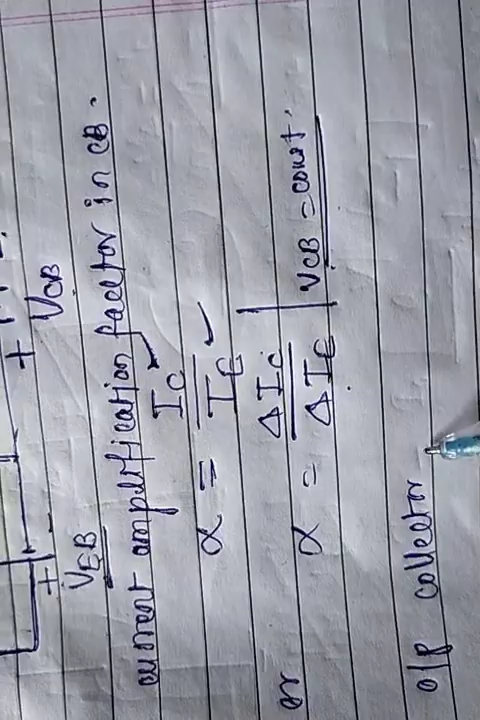 + +
VEB VCB
current amplification factor in CB.
α = IC / IE
or α = ΔIC / ΔIE | VCB = const.
o/p collector